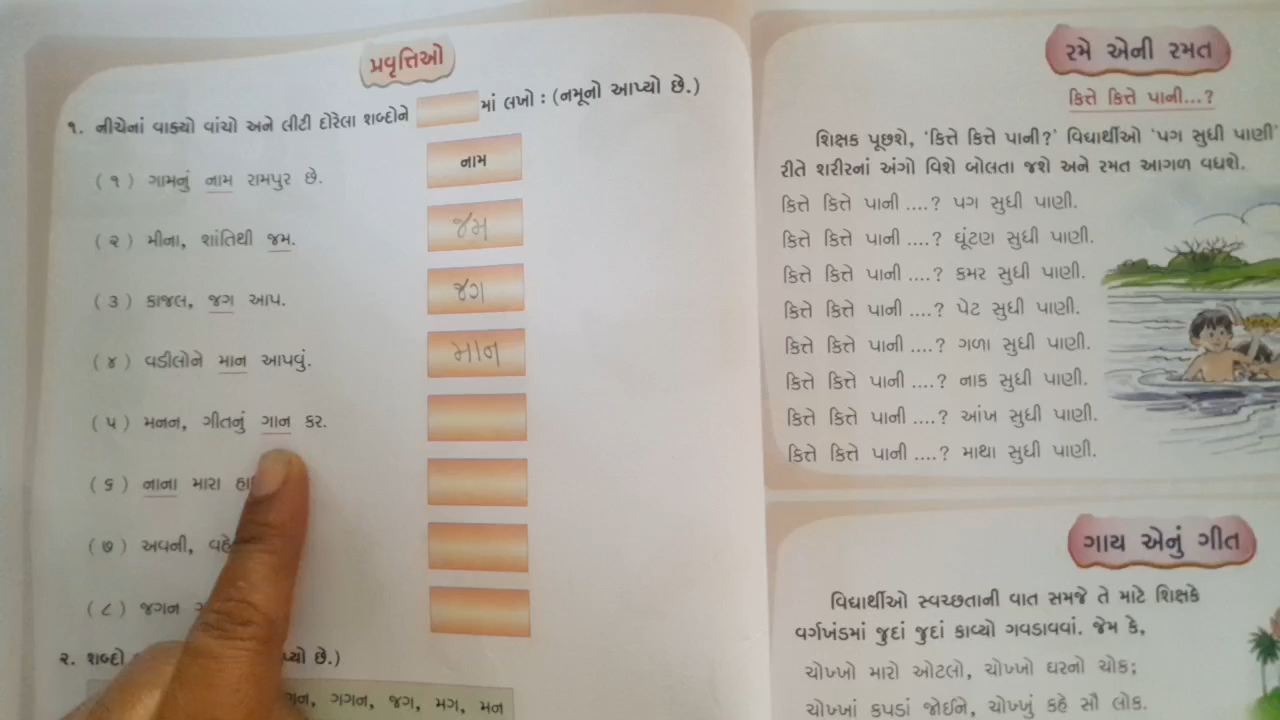 પ્રવૃત્તિઓ
૧. નીચેનાં વાક્યો વાંચો અને લીટી દોરેલા શબ્દોને માં લખો : (નમૂનો આપ્યો છે.)
(૧) ગામનું નામ રામપુર છે. નામ
(૨) મીના, શાંતિથી જમ. જમ
(૩) કાજલ, જગ આપ. જગ
(૪) વડીલોને માન આપવું. માન
(૫) મનન, ગીતનું ગાન કર.
(૬) નાના મારા
(૭) અવની,
(૮) જગન
૨. શબ્દો છે.)
ગગન, જગ, મગ, મન
રમે એની રમત
કિત્તે કિત્તે પાની...?
શિક્ષક પૂછશે, 'કિત્તે કિત્તે પાની?' વિદ્યાર્થીઓ 'પગ સુધી પાણી'
રીતે શરીરનાં અંગો વિશે બોલતા જશે અને રમત આગળ વધશે.
કિત્તે કિત્તે પાની ....? પગ સુધી પાણી.
કિત્તે કિત્તે પાની ....? ઘૂંટણ સુધી પાણી.
કિત્તે કિત્તે પાની ....? કમર સુધી પાણી.
કિત્તે કિત્તે પાની ....? પેટ સુધી પાણી.
કિત્તે કિત્તે પાની ....? ગળા સુધી પાણી.
કિત્તે કિત્તે પાની ....? નાક સુધી પાણી.
કિત્તે કિત્તે પાની ....? આંખ સુધી પાણી.
કિત્તે કિત્તે પાની ....? માથા સુધી પાણી.
ગાય એનું ગીત
વિદ્યાર્થીઓ સ્વચ્છતાની વાત સમજે તે માટે શિક્ષકે
વર્ગખંડમાં જુદાં જુદાં કાવ્યો ગવડાવવાં. જેમ કે,
ચોખ્ખો મારો ઓટલો, ચોખ્ખો ઘરનો ચોક;
ચોખ્ખાં કપડાં જોઈને, ચોખ્ખું કહે સૌ લોક.